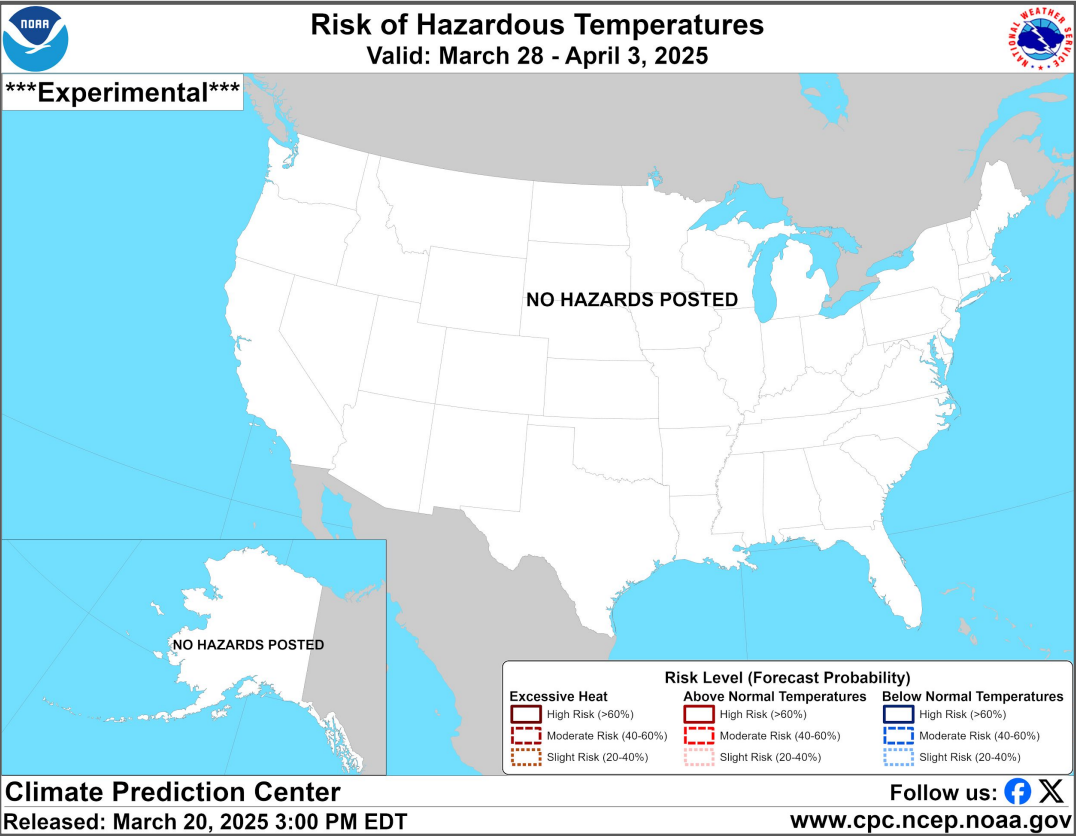 NOAA
Risk of Hazardous Temperatures
Valid: March 28 - April 3, 2025
NATIONAL WEATHER SERVICE
***Experimental***
NO HAZARDS POSTED
NO HAZARDS POSTED
Risk Level (Forecast Probability)
Excessive Heat
High Risk (>60%)
Moderate Risk (40-60%)
Slight Risk (20-40%)
Above Normal Temperatures
High Risk (>60%)
Moderate Risk (40-60%)
Slight Risk (20-40%)
Below Normal Temperatures
High Risk (>60%)
Moderate Risk (40-60%)
Slight Risk (20-40%)
Climate Prediction Center
Follow us:
Released: March 20, 2025 3:00 PM EDT
www.cpc.ncep.noaa.gov